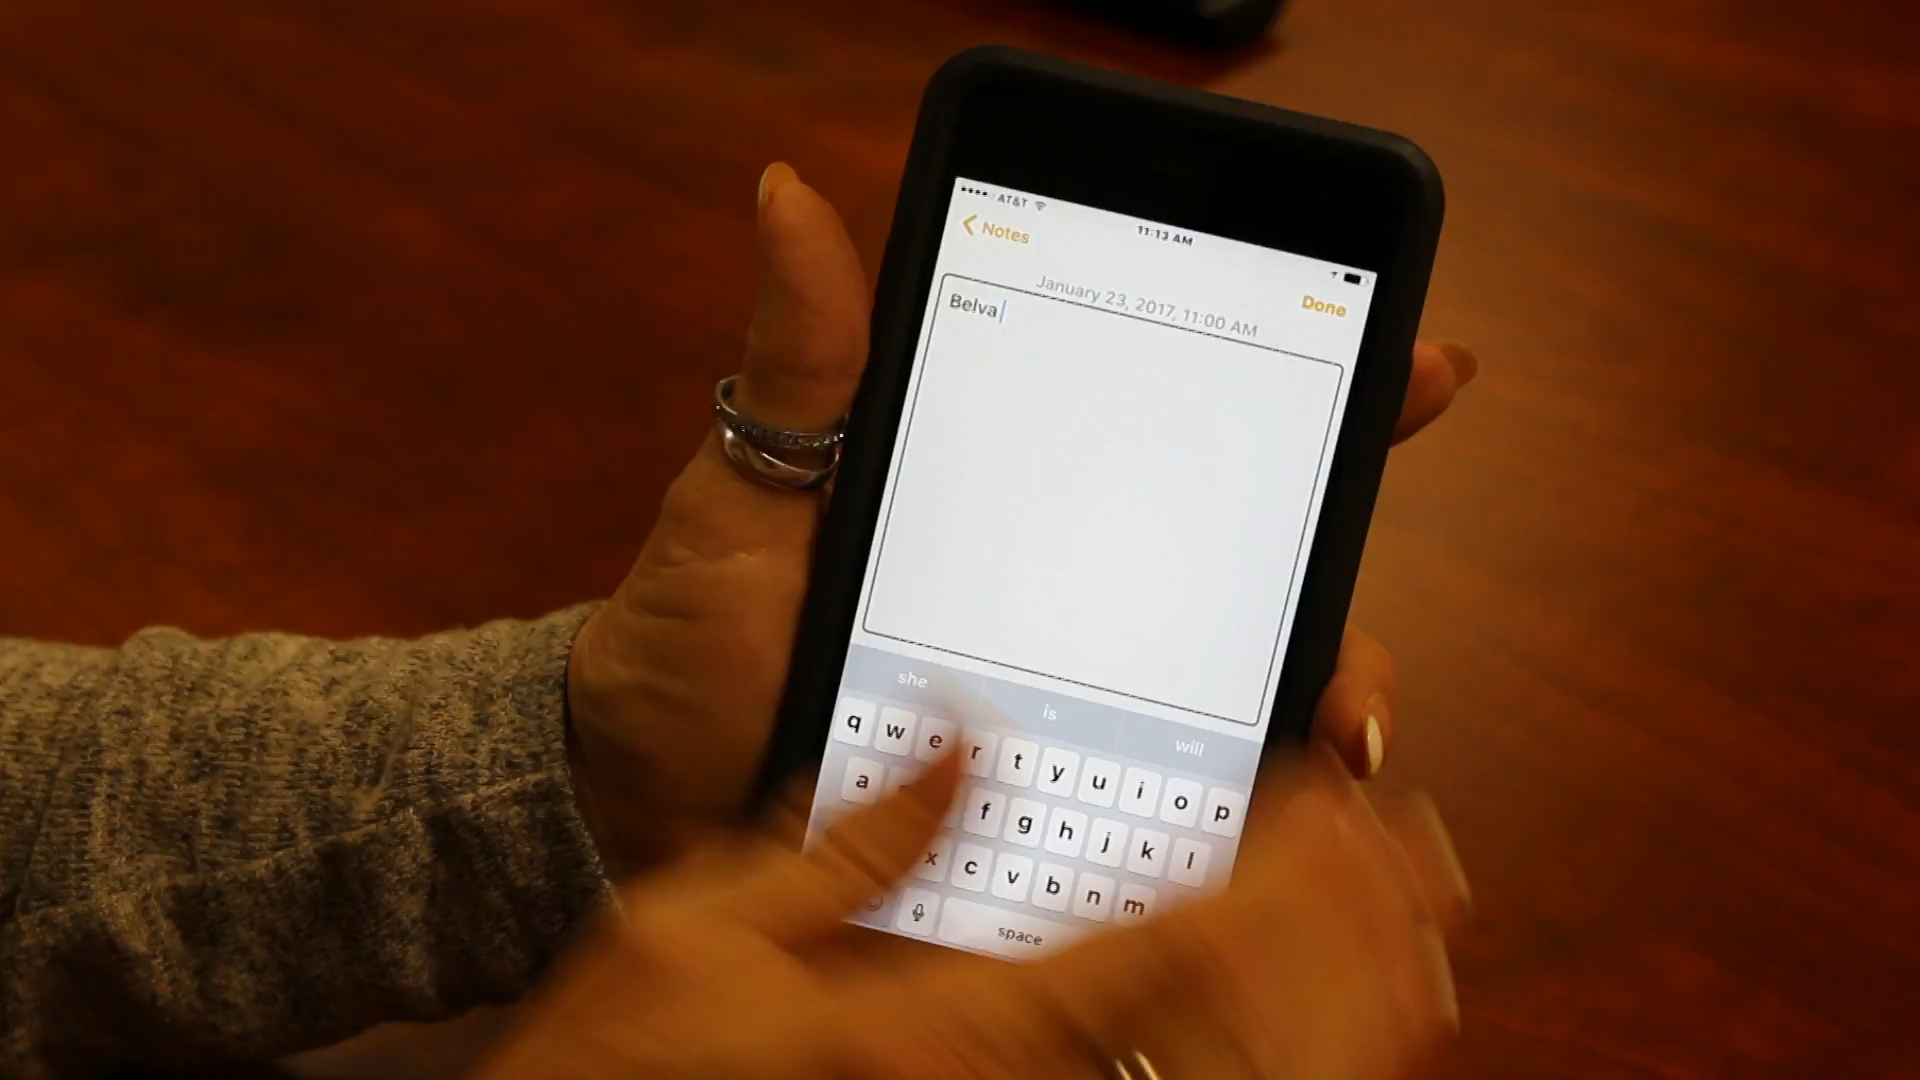 AT&T
11:13 AM
Notes
Done
January 23, 2017, 11:00 AM
Belva
she is will
q w e r t y u i o p
a f g h j k l
x c v b n m
space